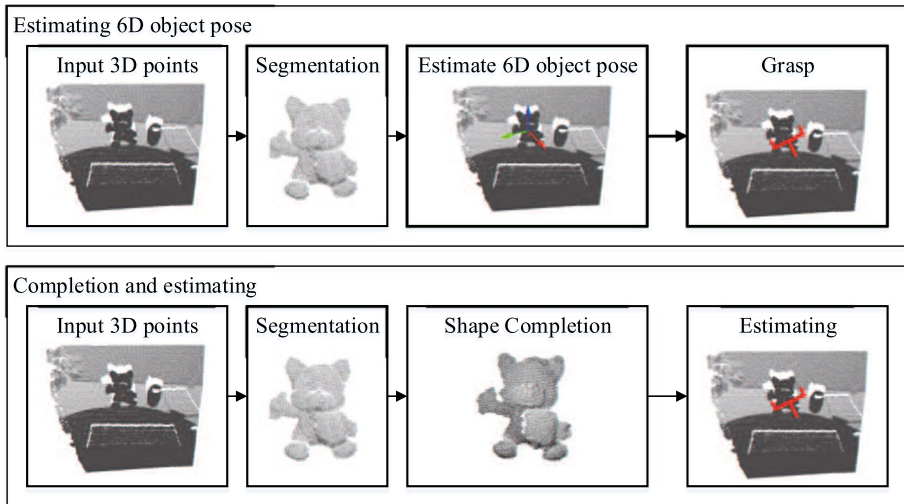 Estimating 6D object pose
Input 3D points
Segmentation
Estimate 6D object pose
Grasp
Completion and estimating
Input 3D points
Segmentation
Shape Completion
Estimating